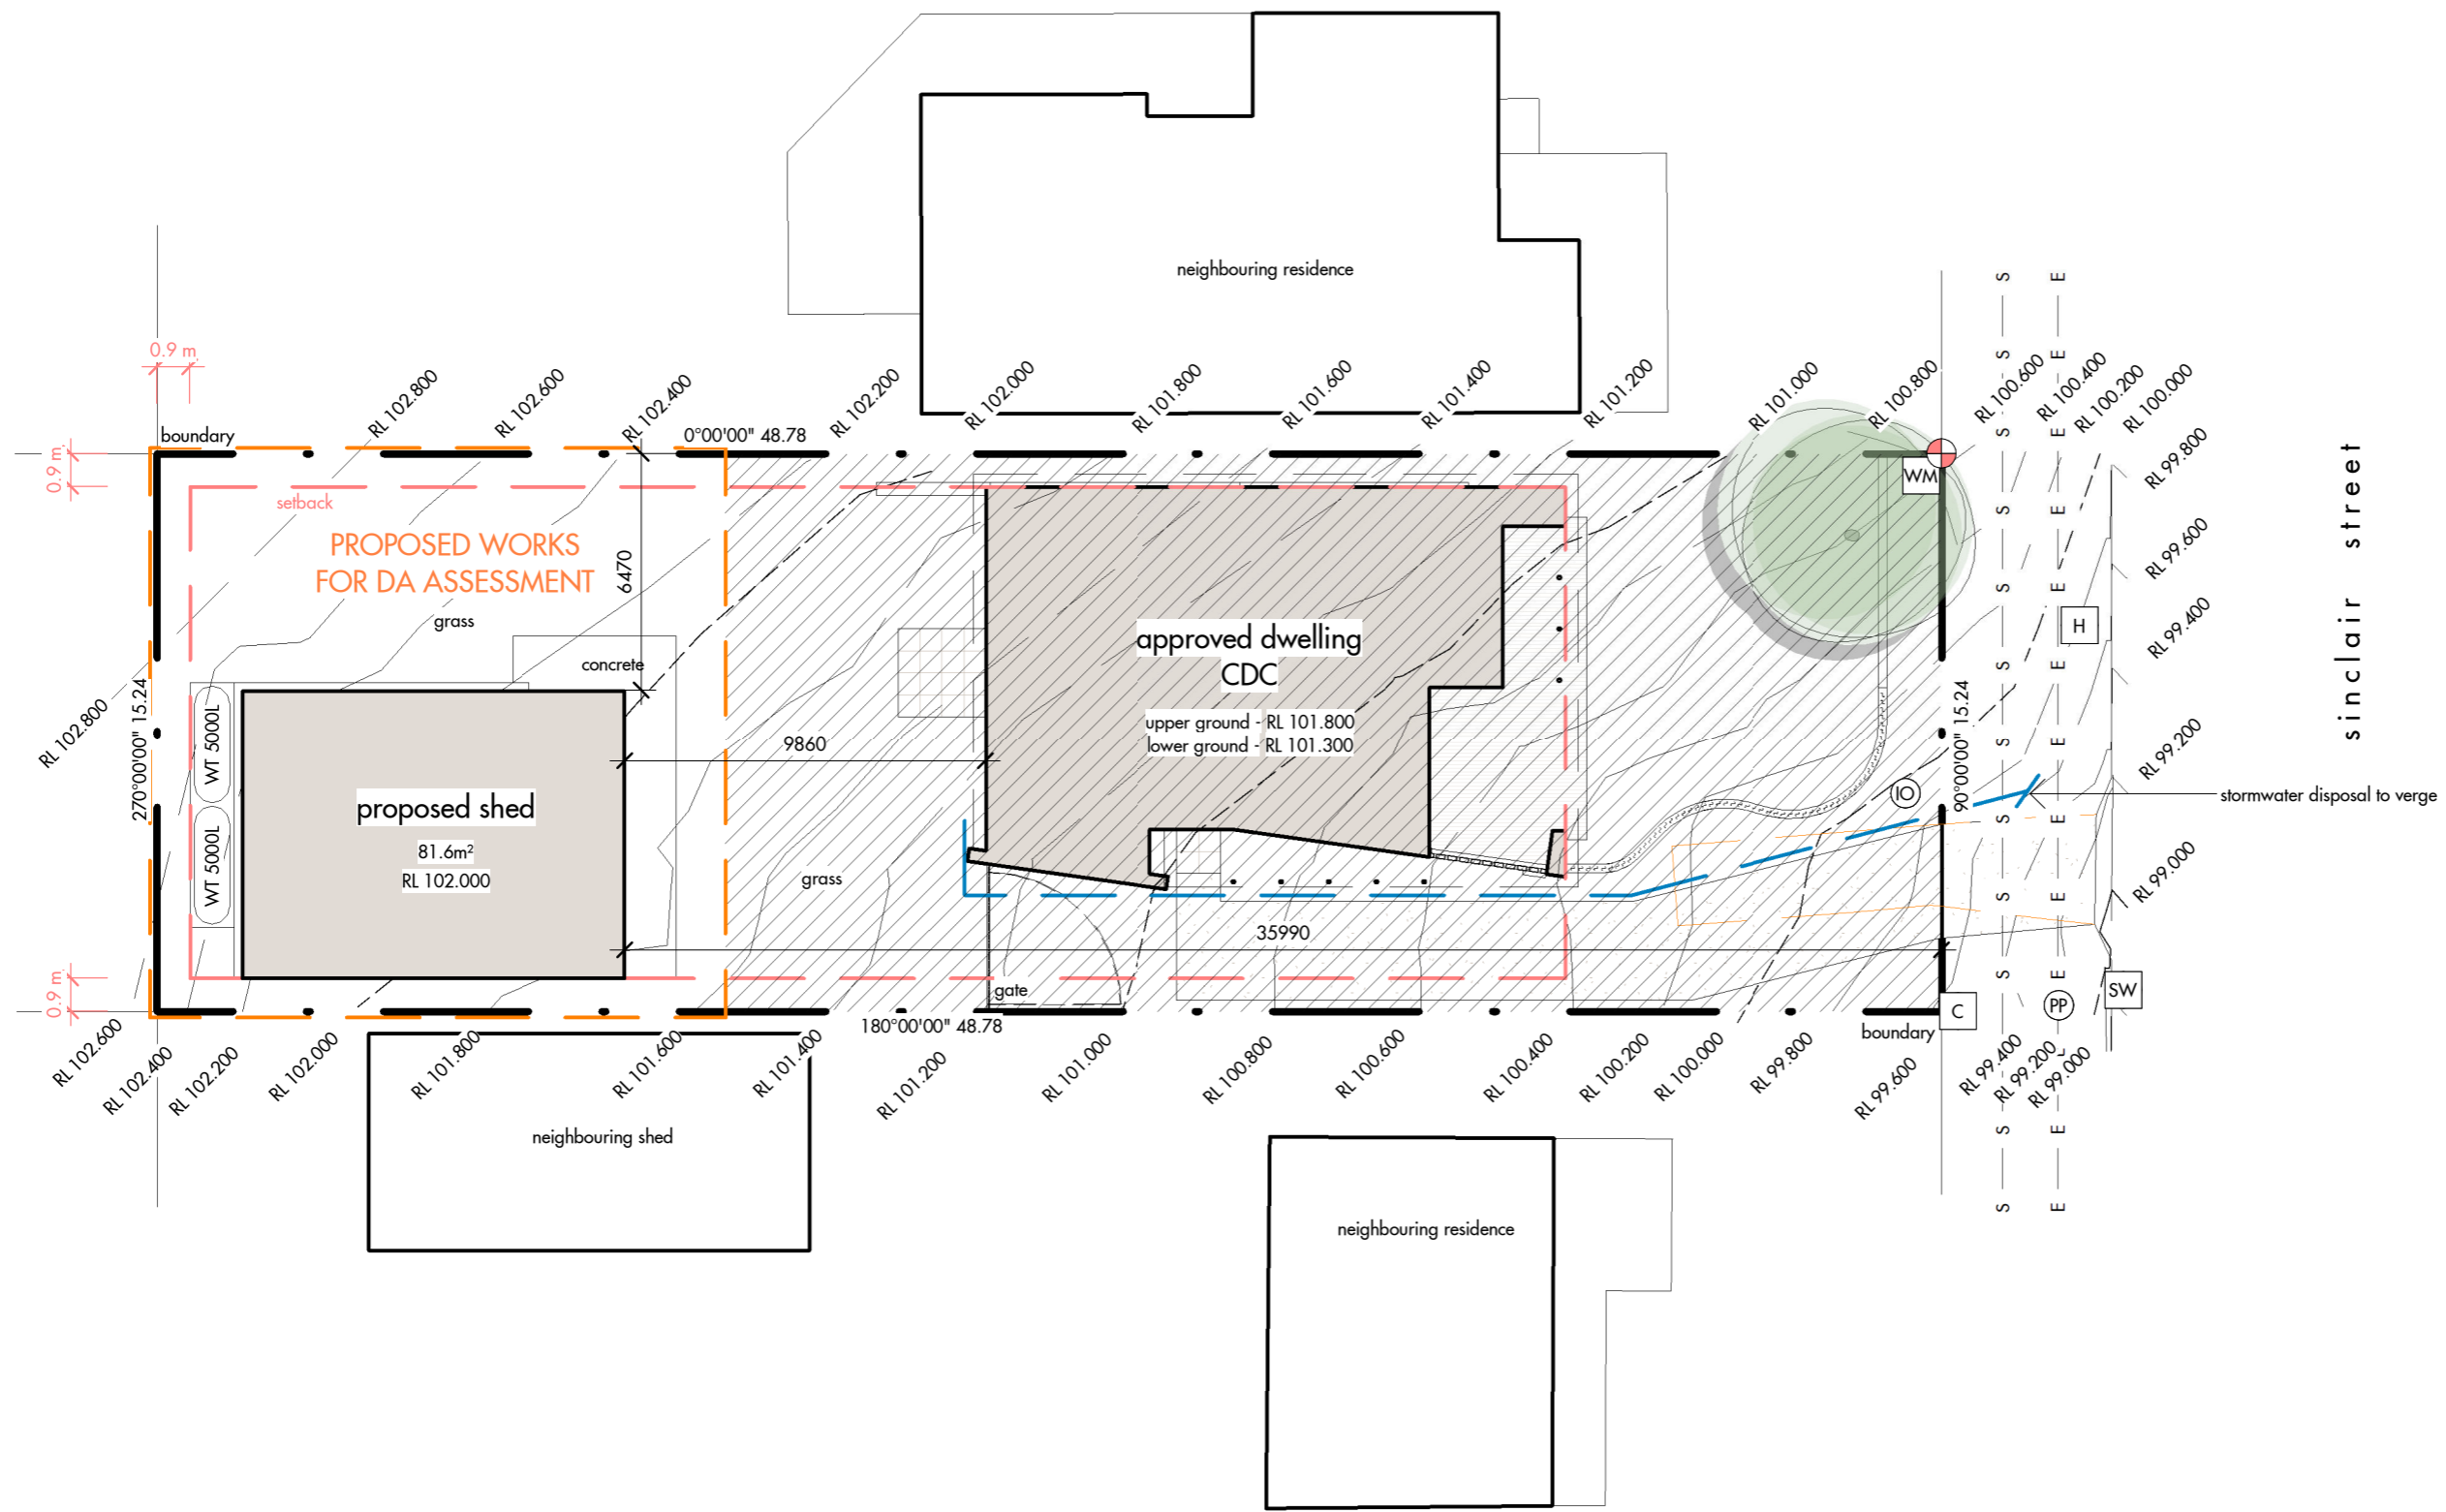 neighbouring residence
0.9 m.
RL 102.800
RL 102.600
RL 102.400
RL 102.200
RL 102.000
RL 101.800
RL 101.600
RL 101.400
RL 101.200
RL 101.000
RL 100.800
RL 100.600
RL 100.400
RL 100.200
RL 100.000
boundary
0°00'00" 48.78
0.9 m.
setback
WM
RL 99.800
RL 99.600
RL 99.400
RL 99.200
RL 99.000
sinclair street
PROPOSED WORKS
FOR DA ASSESSMENT
6470
grass
concrete
approved dwelling
CDC
upper ground - RL 101.800
lower ground - RL 101.300
H
RL 102.800
270°00'00" 15.24
WT 5000L
WT 5000L
9860
proposed shed
81.6m²
RL 102.000
grass
IO
90°00'00" 15.24
stormwater disposal to verge
35990
0.9 m.
gate
180°00'00" 48.78
boundary
C
PP
SW
RL 102.600
RL 102.400
RL 102.200
RL 102.000
RL 101.800
RL 101.600
RL 101.400
RL 101.200
RL 101.000
RL 100.800
RL 100.600
RL 100.400
RL 100.200
RL 100.000
RL 99.800
RL 99.600
RL 99.400
RL 99.200
RL 99.000
neighbouring shed
neighbouring residence
S S S S S S S S S S S S S
E E E E E E E E E E E E E